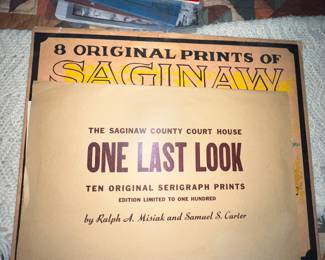 8 ORIGINAL PRINTS OF
SAGINAW
THE SAGINAW COUNTY COURT HOUSE
ONE LAST LOOK
TEN ORIGINAL SERIGRAPH PRINTS
EDITION LIMITED TO ONE HUNDRED
by Ralph A. Misiak and Samuel S. Carter